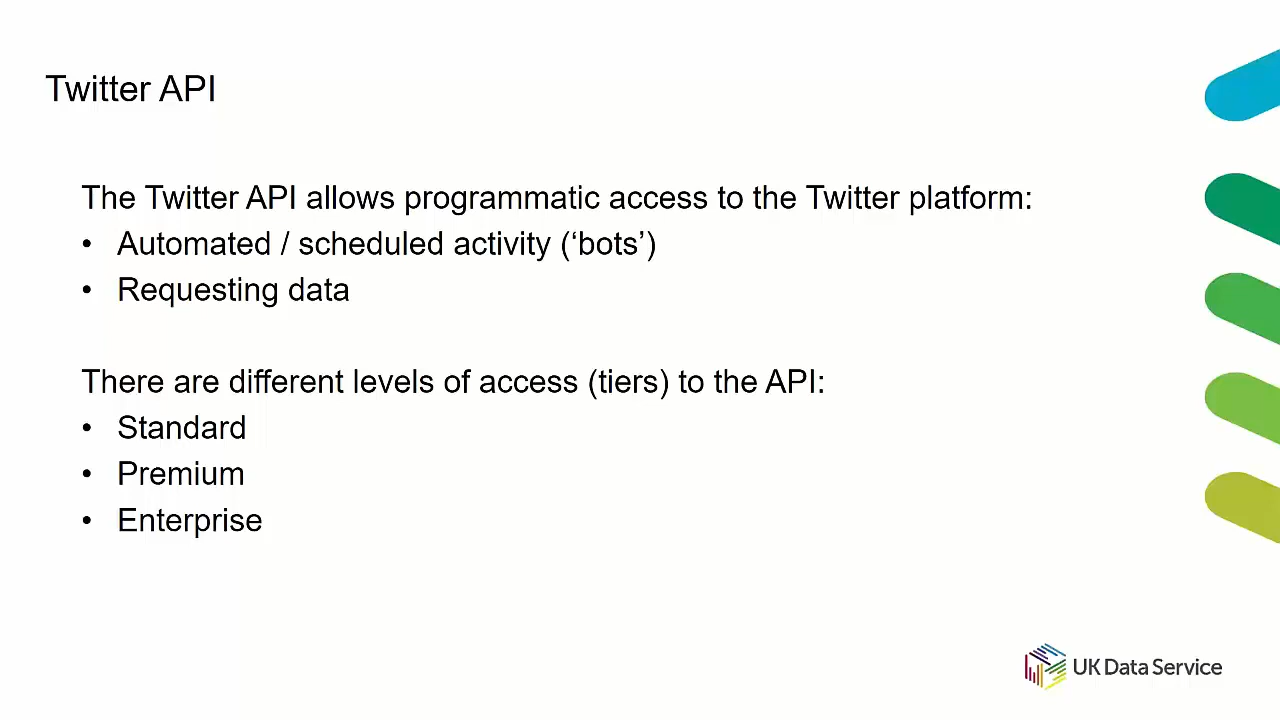 Twitter API
The Twitter API allows programmatic access to the Twitter platform:
• Automated / scheduled activity (‘bots’)
• Requesting data
There are different levels of access (tiers) to the API:
• Standard
• Premium
• Enterprise
UK Data Service